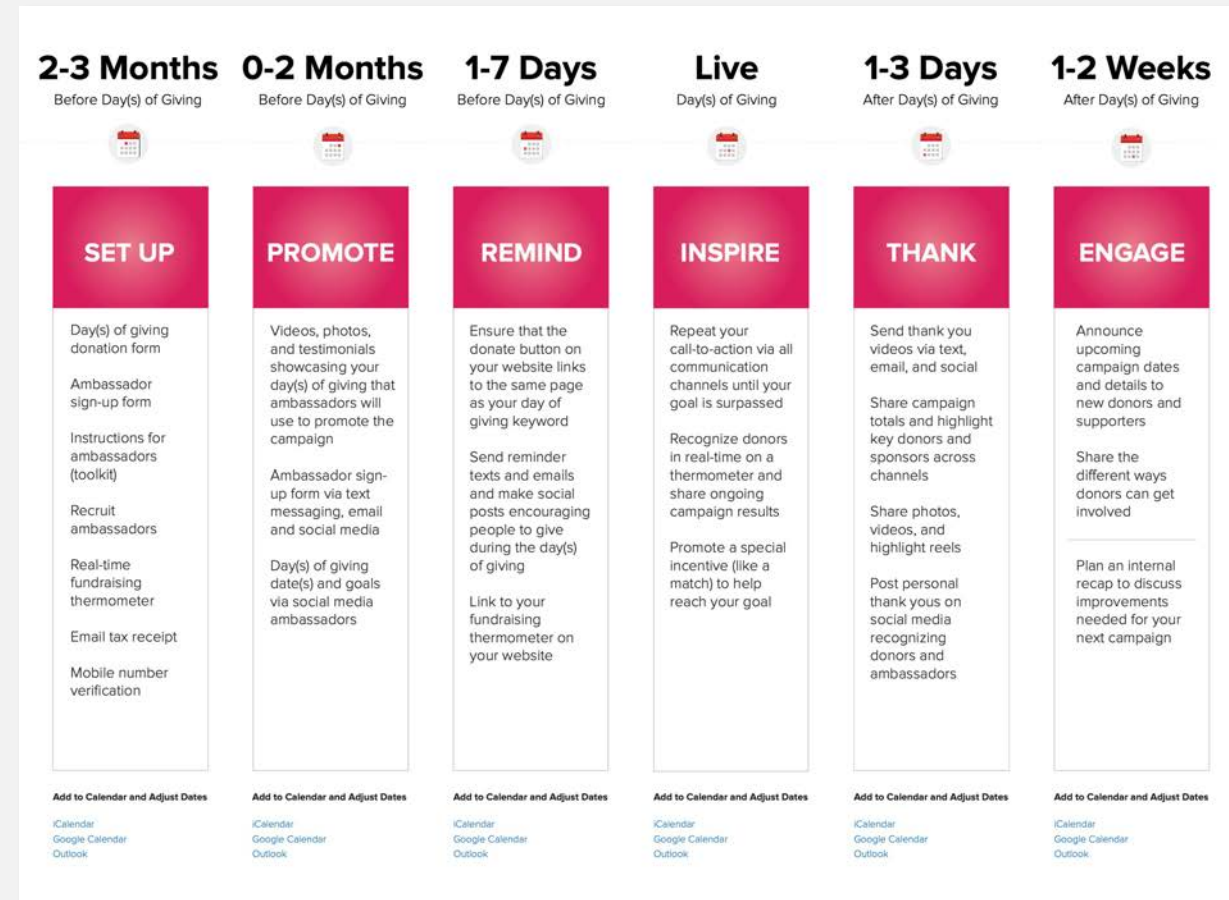 2-3 Months
Before Day(s) of Giving
SET UP
Day(s) of giving
donation form
Ambassador
sign-up form
Instructions for
ambassadors
(toolkit)
Recruit
ambassadors
Real-time
fundraising
thermometer
Email tax receipt
Mobile number
verification
Add to Calendar and Adjust Dates
iCalendar
Google Calendar
Outlook
0-2 Months
Before Day(s) of Giving
PROMOTE
Videos, photos,
and testimonials
showcasing your
day(s) of giving that
ambassadors will
use to promote the
campaign
Ambassador sign-
up form via text
messaging, email
and social media
Day(s) of giving
date(s) and goals
via social media
ambassadors
Add to Calendar and Adjust Dates
iCalendar
Google Calendar
Outlook
1-7 Days
Before Day(s) of Giving
REMIND
Ensure that the
donate button on
your website links
to the same page
as your day of
giving keyword
Send reminder
texts and emails
and make social
posts encouraging
people to give
during the day(s)
of giving
Link to your
fundraising
thermometer on
your website
Add to Calendar and Adjust Dates
iCalendar
Google Calendar
Outlook
Live
Day(s) of Giving
INSPIRE
Repeat your
call-to-action via all
communication
channels until your
goal is surpassed
Recognize donors
in real-time on a
thermometer and
share ongoing
campaign results
Promote a special
incentive (like a
match) to help
reach your goal
Add to Calendar and Adjust Dates
iCalendar
Google Calendar
Outlook
1-3 Days
After Day(s) of Giving
THANK
Send thank you
videos via text,
email, and social
Share campaign
totals and highlight
key donors and
sponsors across
channels
Share photos,
videos, and
highlight reels
Post personal
thank yous on
social media
recognizing
donors and
ambassadors
Add to Calendar and Adjust Dates
iCalendar
Google Calendar
Outlook
1-2 Weeks
After Day(s) of Giving
ENGAGE
Announce
upcoming
campaign dates
and details to
new donors and
supporters
Share the
different ways
donors can get
involved
Plan an internal
recap to discuss
improvements
needed for your
next campaign
Add to Calendar and Adjust Dates
iCalendar
Google Calendar
Outlook